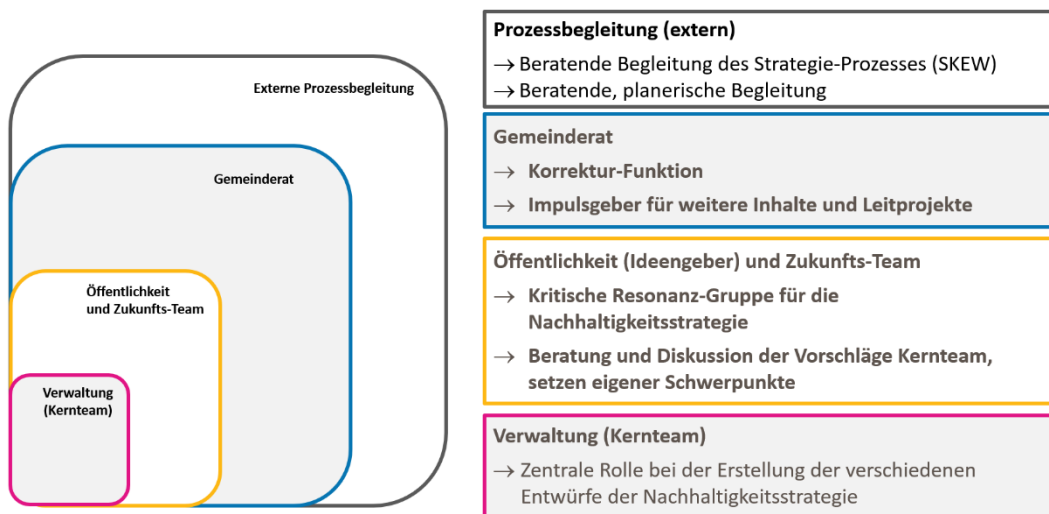 Externe Prozessbegleitung
Gemeinderat
Öffentlichkeit
und Zukunfts-Team
Verwaltung
(Kernteam)
Prozessbegleitung (extern)
→ Beratende Begleitung des Strategie-Prozesses (SKEW)
→ Beratende, planerische Begleitung
Gemeinderat
→ Korrektur-Funktion
→ Impulsgeber für weitere Inhalte und Leitprojekte
Öffentlichkeit (Ideengeber) und Zukunfts-Team
→ Kritische Resonanz-Gruppe für die
Nachhaltigkeitsstrategie
→ Beratung und Diskussion der Vorschläge Kernteam,
setzen eigener Schwerpunkte
Verwaltung (Kernteam)
→ Zentrale Rolle bei der Erstellung der verschiedenen
Entwürfe der Nachhaltigkeitsstrategie